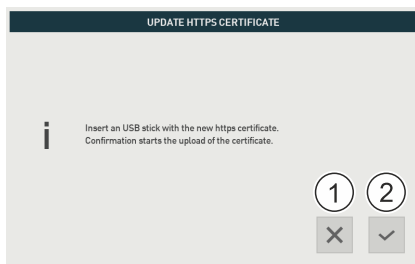 UPDATE HTTPS CERTIFICATE
Insert an USB stick with the new https certificate.
Confirmation starts the upload of the certificate.
1 2